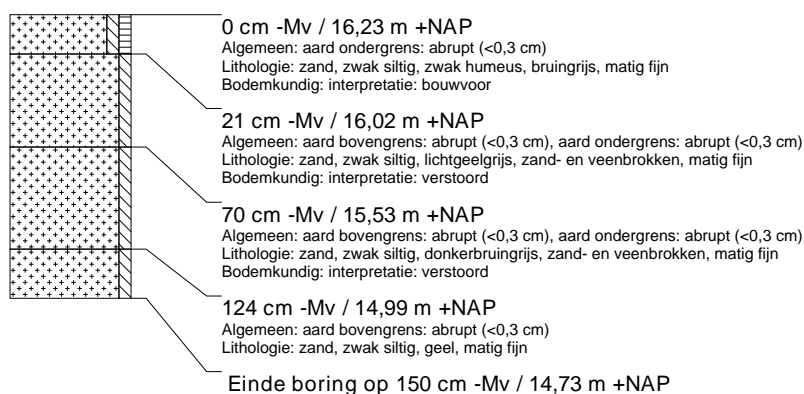 0 cm -Mv / 16,23 m +NAP
Algemeen: aard ondergrens: abrupt (<0,3 cm)
Lithologie: zand, zwak siltig, zwak humeus, bruingrijs, matig fijn
Bodemkundig: interpretatie: bouwvoor
21 cm -Mv / 16,02 m +NAP
Algemeen: aard bovengrens: abrupt (<0,3 cm), aard ondergrens: abrupt (<0,3 cm)
Lithologie: zand, zwak siltig, lichtgeelgrijs, zand- en veenbrokken, matig fijn
Bodemkundig: interpretatie: verstoord
70 cm -Mv / 15,53 m +NAP
Algemeen: aard bovengrens: abrupt (<0,3 cm), aard ondergrens: abrupt (<0,3 cm)
Lithologie: zand, zwak siltig, donkerbruingrijs, zand- en veenbrokken, matig fijn
Bodemkundig: interpretatie: verstoord
124 cm -Mv / 14,99 m +NAP
Algemeen: aard bovengrens: abrupt (<0,3 cm)
Lithologie: zand, zwak siltig, geel, matig fijn
Einde boring op 150 cm -Mv / 14,73 m +NAP